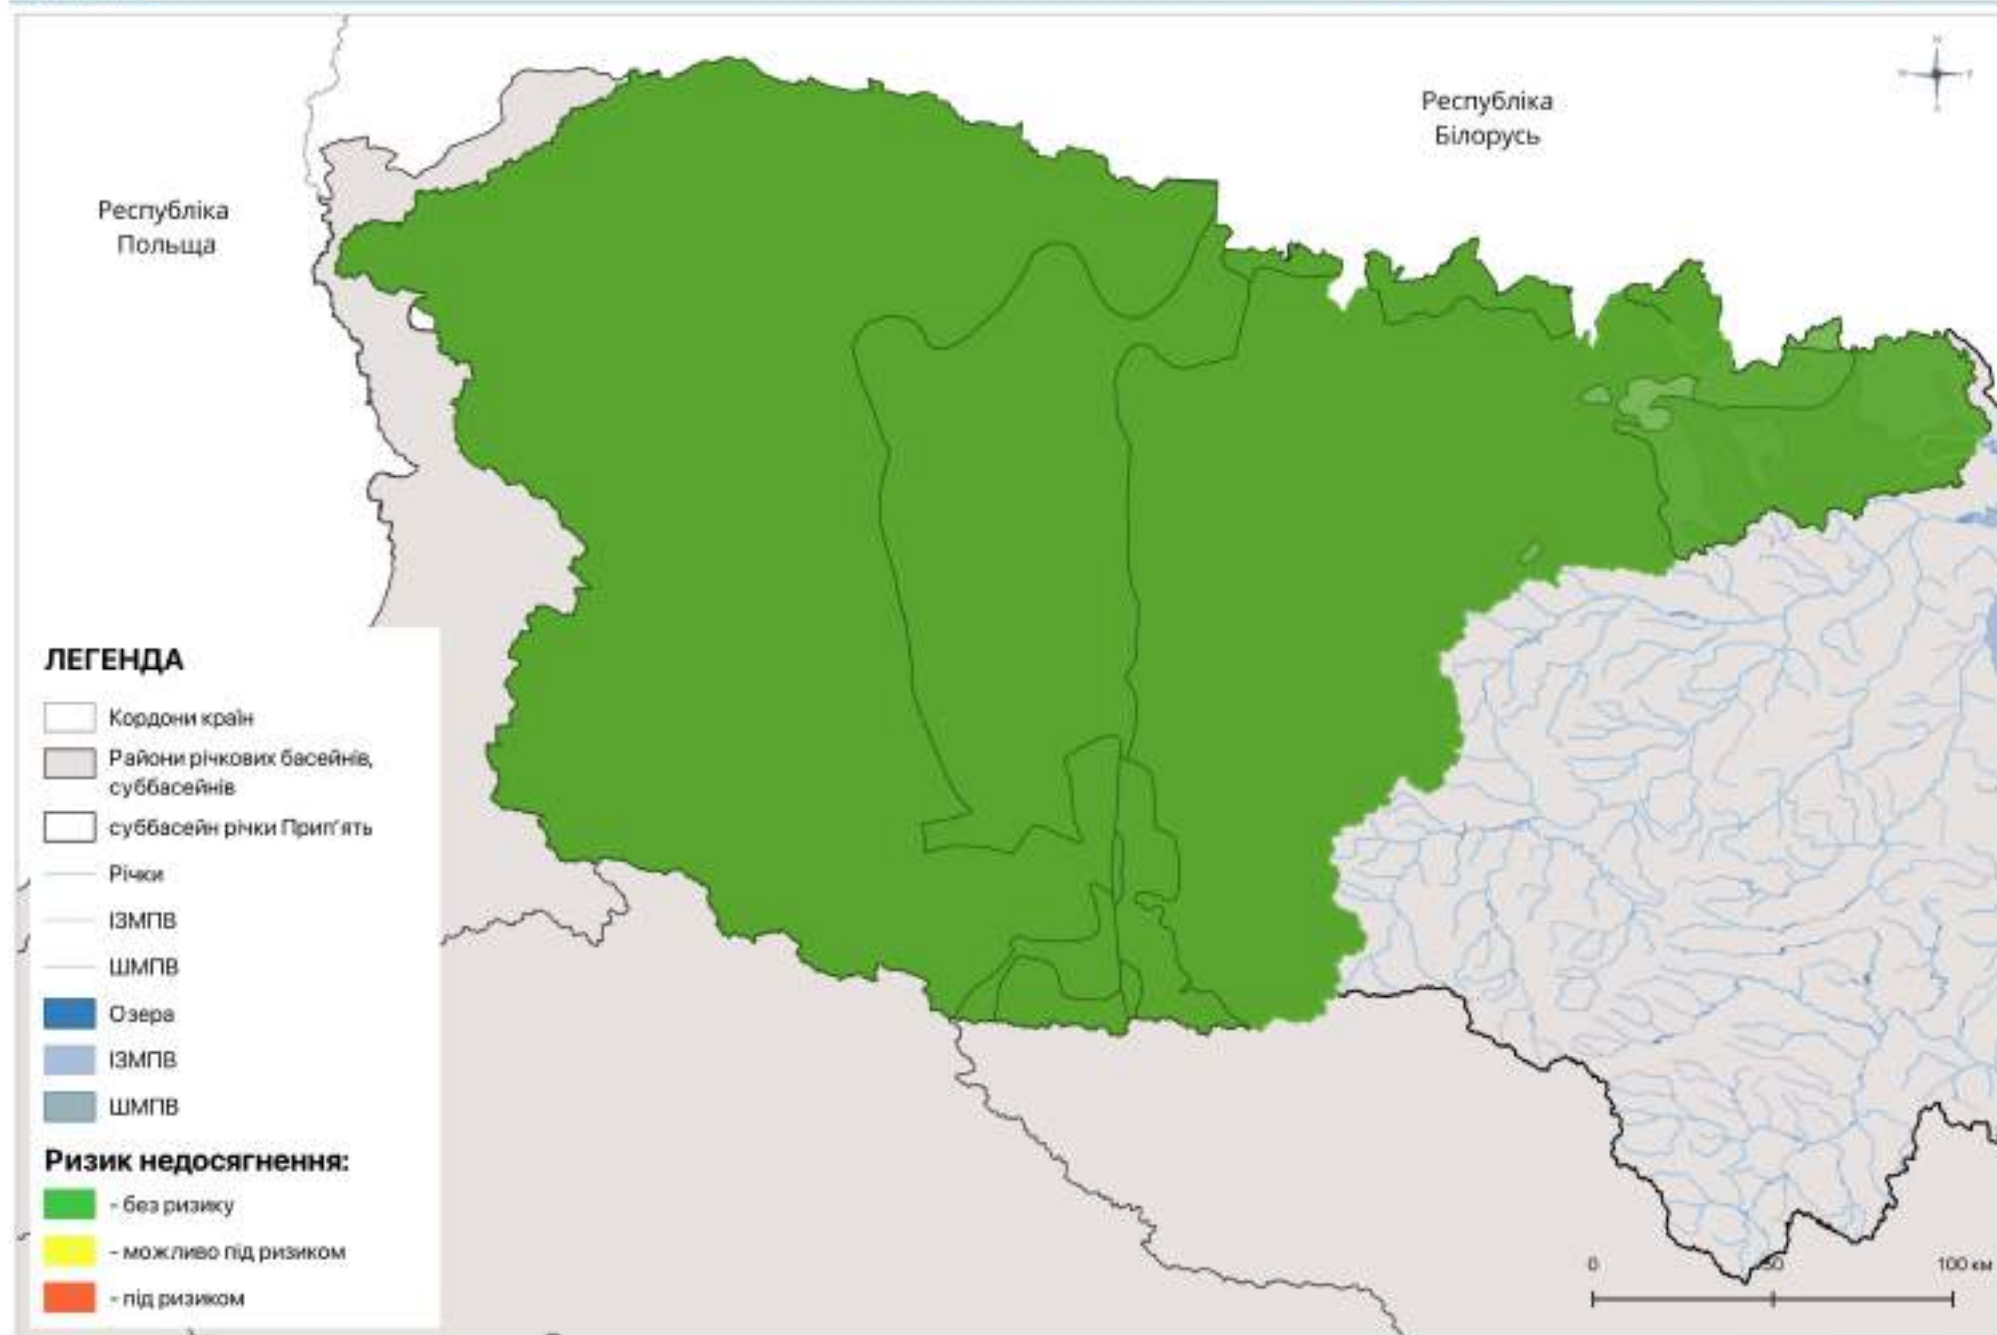 Республіка
Білорусь
Республіка
Польща
ЛЕГЕНДА
Кордони країн
Райони річкових басейнів,
суббасейнів
суббасейн річки Прип'ять
Річки
ІЗМПВ
ШМПВ
Озера
ІЗМПВ
ШМПВ
Ризик недосягнення:
- без ризику
- можливо під ризиком
- під ризиком
0 50 100 км